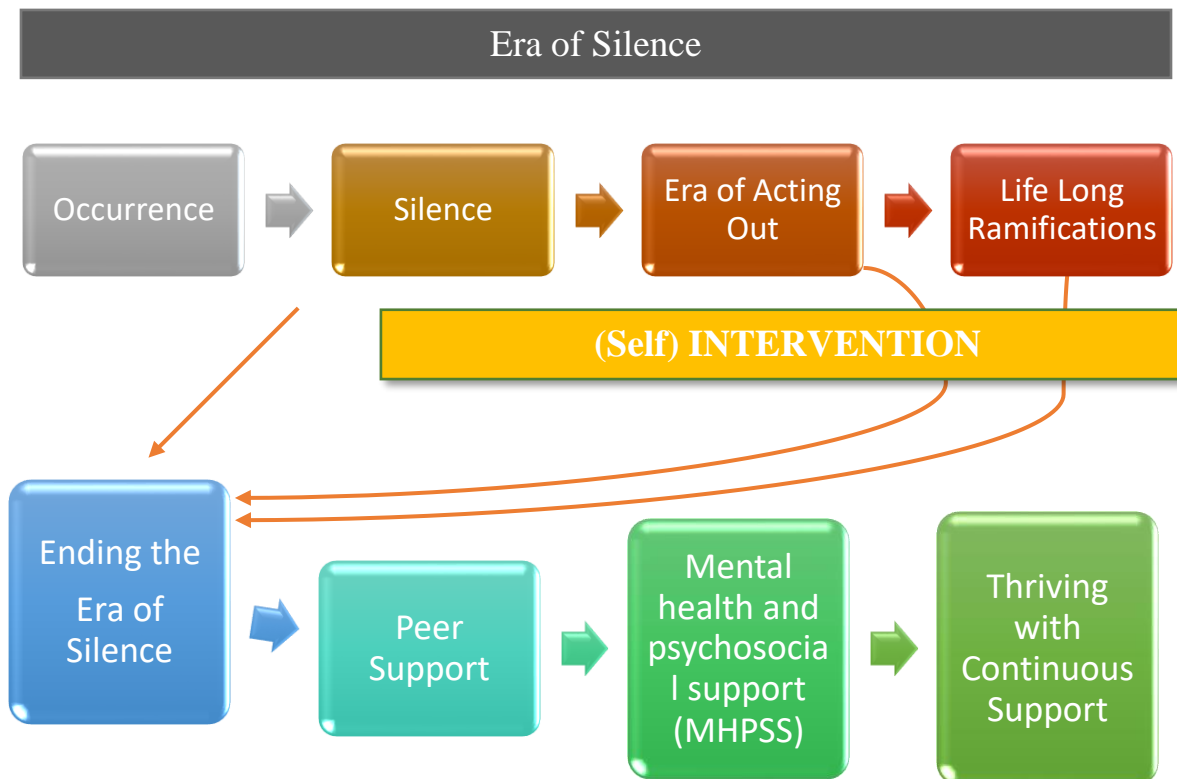 Era of Silence
Occurrence
Silence
Era of Acting
Out
Life Long
Ramifications
(Self) INTERVENTION
Ending the
Era of
Silence
Peer
Support
Mental
health and
psychosocia
l support
(MHPSS)
Thriving
with
Continuous
Support